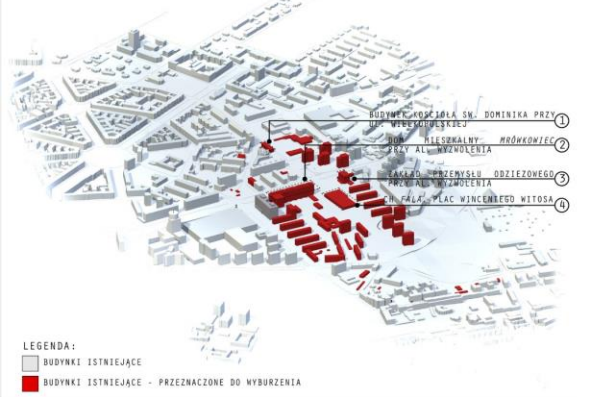 BUDYNEK KOŚCIOŁA ŚW. DOMINIKA PRZY
UL. WIELKOPOLSKIEJ
1
DOM MIESZKALNY MRÓWKOWIEC
PRZY AL. WYZWOLENIA
2
ZAKŁAD PRZEMYSŁU ODZIEŻOWEGO
PRZY AL. WYZWOLENIA
3
CH FALA, PLAC WINCENTEGO WITOSA
4
LEGENDA:
BUDYNKI ISTNIEJĄCE
BUDYNKI ISTNIEJĄCE - PRZEZNACZONE DO WYBURZENIA